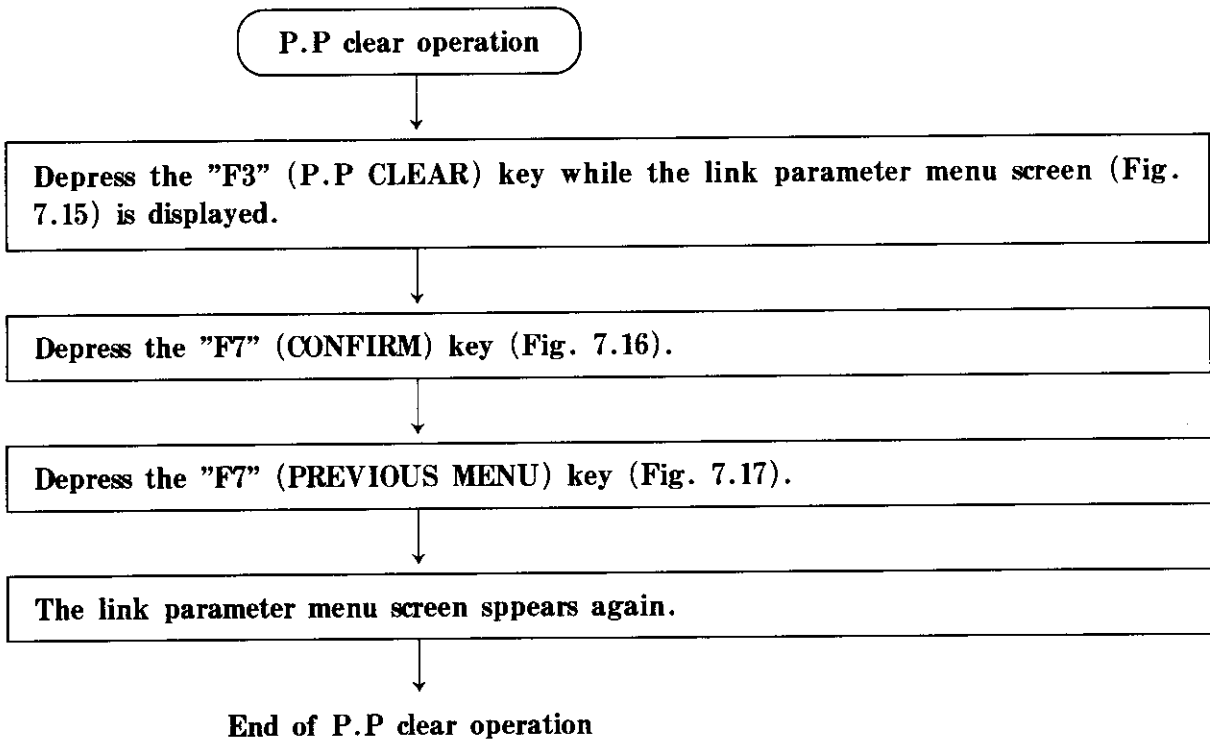 P.P clear operation
Depress the "F3" (P.P CLEAR) key while the link parameter menu screen (Fig.
7.15) is displayed.
Depress the "F7" (CONFIRM) key (Fig. 7.16).
Depress the "F7" (PREVIOUS MENU) key (Fig. 7.17).
The link parameter menu screen sppears again.
End of P.P clear operation